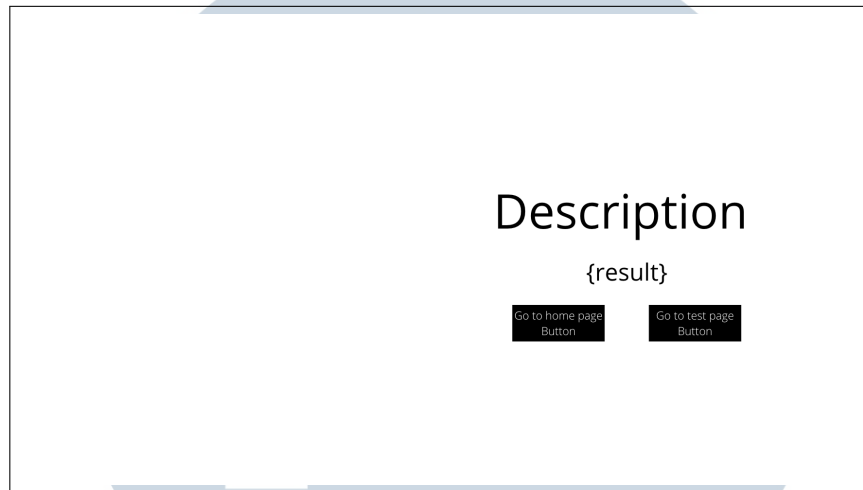 Description
{result}
Go to home page
Button
Go to test page
Button